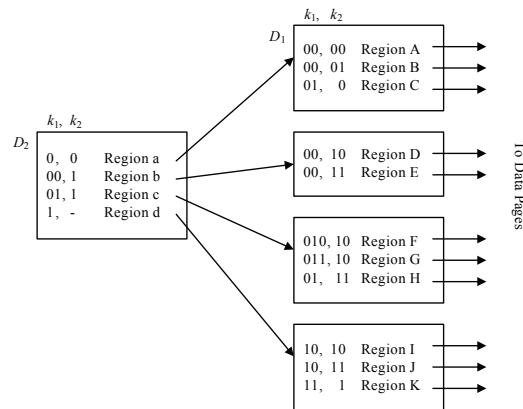 k₁, k₂
D₁
00, 00 Region A
00, 01 Region B
01, 0 Region C
k₁, k₂
D₂
0, 0 Region a
00, 1 Region b
01, 1 Region c
1, - Region d
00, 10 Region D
00, 11 Region E
010, 10 Region F
011, 10 Region G
01, 11 Region H
10, 10 Region I
10, 11 Region J
11, 1 Region K
To Data Pages